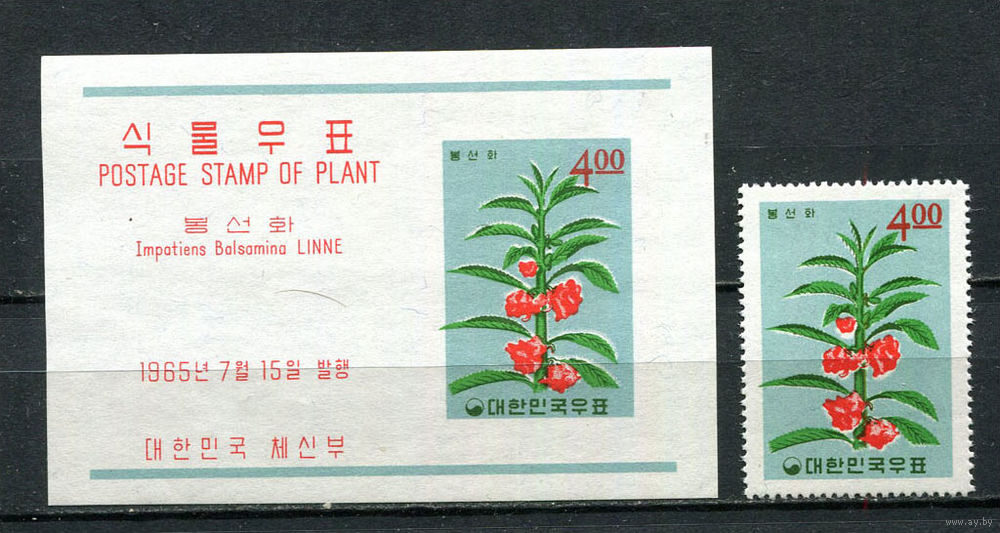 식물우표
POSTAGE STAMP OF PLANT
봉선화
Impatiens Balsamina LINNE
1965년 7월 15일 발행
대한민국 체신부
봉선화
4.00
대한민국우표
봉선화
4.00
대한민국우표
www.ay.by